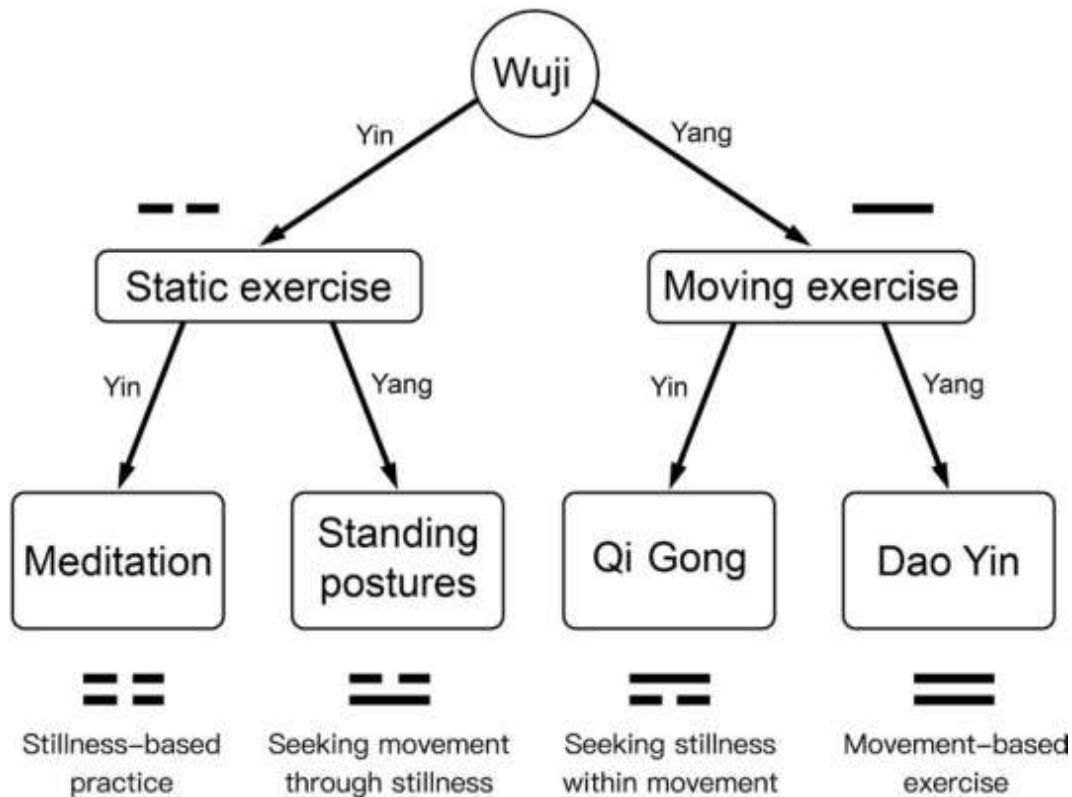 Wuji
Yin
Yang
Static exercise
Moving exercise
Yin
Yang
Yin
Yang
Meditation
Standing
postures
Qi Gong
Dao Yin
Stillness-based
practice
Seeking movement
through stillness
Seeking stillness
within movement
Movement-based
exercise